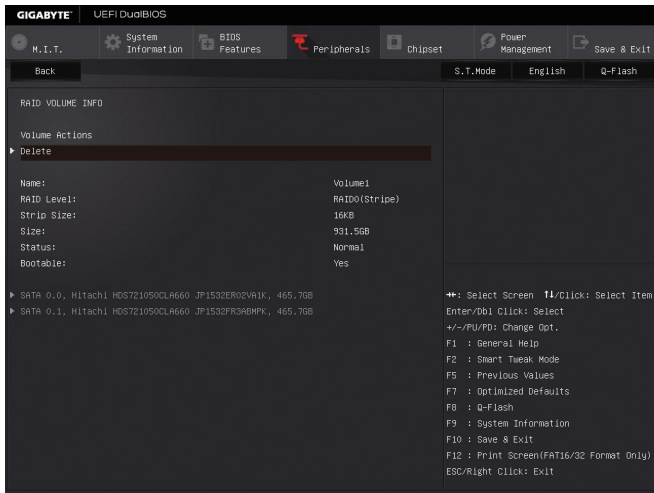 GIGABYTE™ UEFI DualBIOS
M.I.T. System Information BIOS Features Peripherals Chipset Power Management Save & Exit
Back S.T.Mode English Q-Flash
RAID VOLUME INFO
Volume Actions
Delete
Name: Volume1
RAID Level: RAID0(Stripe)
Strip Size: 16KB
Size: 931.5GB
Status: Normal
Bootable: Yes
SATA 0.0, Hitachi HDS721050CLA660 JP1532ER02VA1K, 465.7GB
SATA 0.1, Hitachi HDS721050CLA660 JP1532FR3ABMPK, 465.7GB
→←: Select Screen ↑↓/Click: Select Item
Enter/Dbl Click: Select
+/-/PU/PD: Change Opt.
F1 : General Help
F2 : Smart Tweak Mode
F5 : Previous Values
F7 : Optimized Defaults
F8 : Q-Flash
F9 : System Information
F10 : Save & Exit
F12 : Print Screen(FAT16/32 Format Only)
ESC/Right Click: Exit